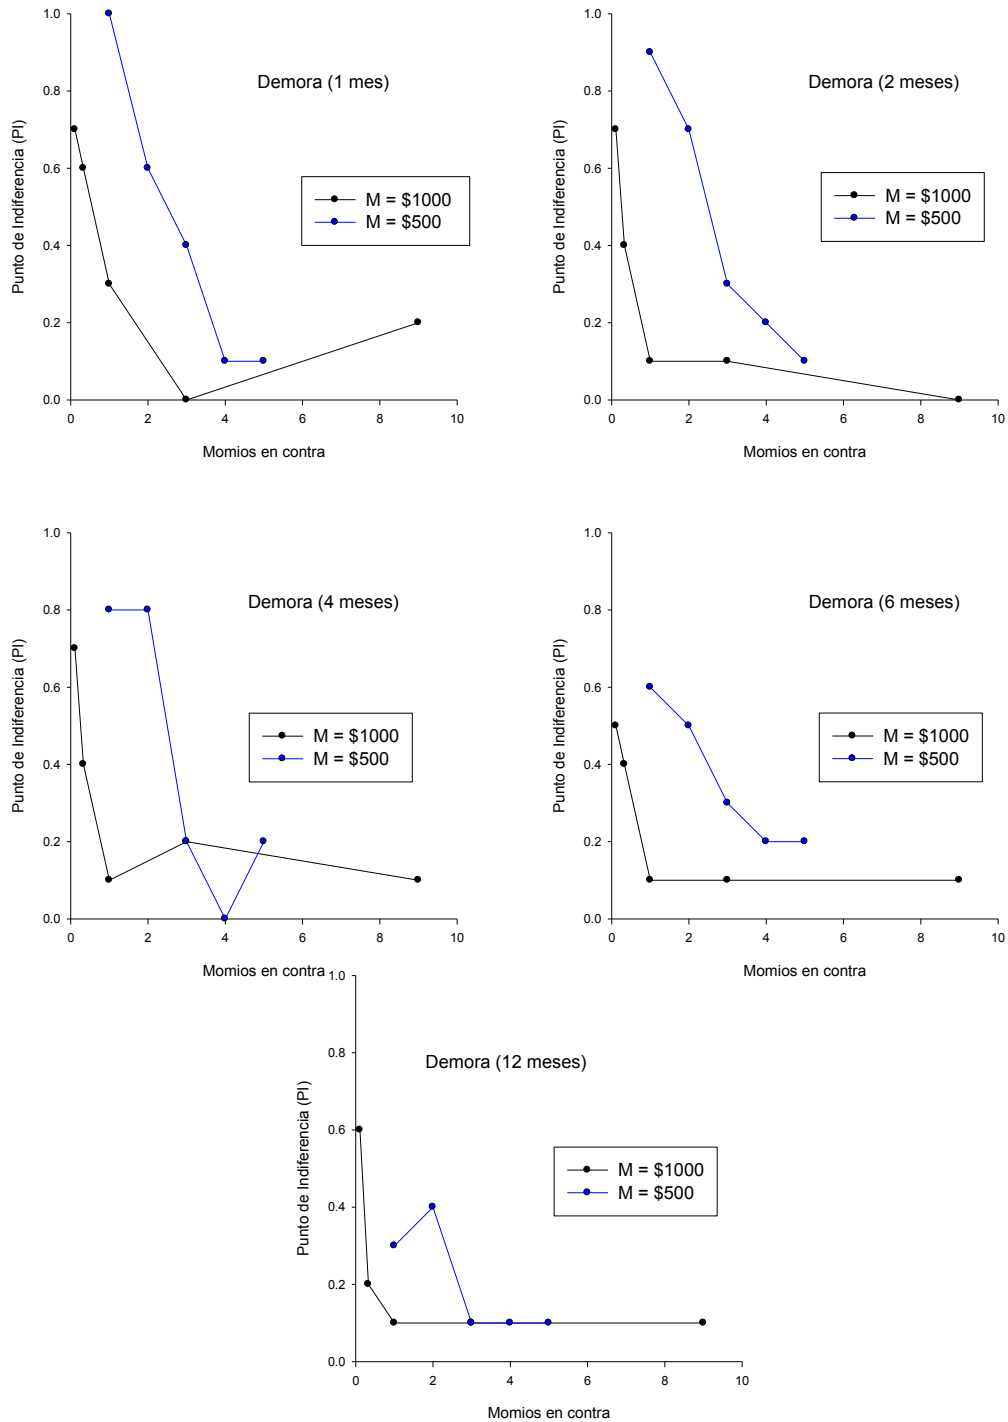 Demora (1 mes)
Punto de Indiferencia (PI)
1.0
0.8
0.6
0.4
0.2
0.0
M = $1000
M = $500
0 2 4 6 8 10
Momios en contra
Demora (2 meses)
Punto de Indiferencia (PI)
1.0
0.8
0.6
0.4
0.2
0.0
M = $1000
M = $500
0 2 4 6 8 10
Momios en contra
Demora (4 meses)
Punto de Indiferencia (PI)
1.0
0.8
0.6
0.4
0.2
0.0
M = $1000
M = $500
0 2 4 6 8 10
Momios en contra
Demora (6 meses)
Punto de Indiferencia (PI)
1.0
0.8
0.6
0.4
0.2
0.0
M = $1000
M = $500
0 2 4 6 8 10
Momios en contra
Demora (12 meses)
Punto de Indiferencia (PI)
1.0
0.8
0.6
0.4
0.2
0.0
M = $1000
M = $500
0 2 4 6 8 10
Momios en contra